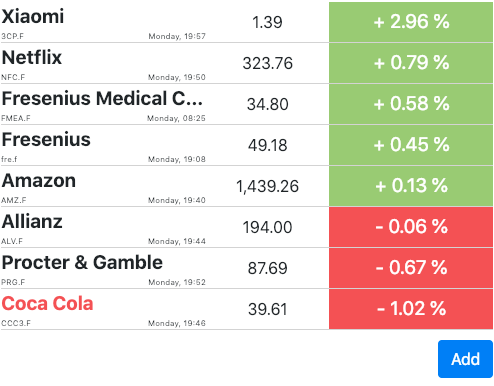 Xiaomi 1.39 + 2.96 %
3CP.F Monday, 19:57
Netflix 323.76 + 0.79 %
NFC.F Monday, 19:50
Fresenius Medical C... 34.80 + 0.58 %
FMEA.F Monday, 08:25
Fresenius 49.18 + 0.45 %
fre.f Monday, 19:08
Amazon 1,439.26 + 0.13 %
AMZ.F Monday, 19:40
Allianz 194.00 - 0.06 %
ALV.F Monday, 19:44
Procter & Gamble 87.69 - 0.67 %
PRG.F Monday, 19:52
Coca Cola 39.61 - 1.02 %
CCC3.F Monday, 19:46
Add